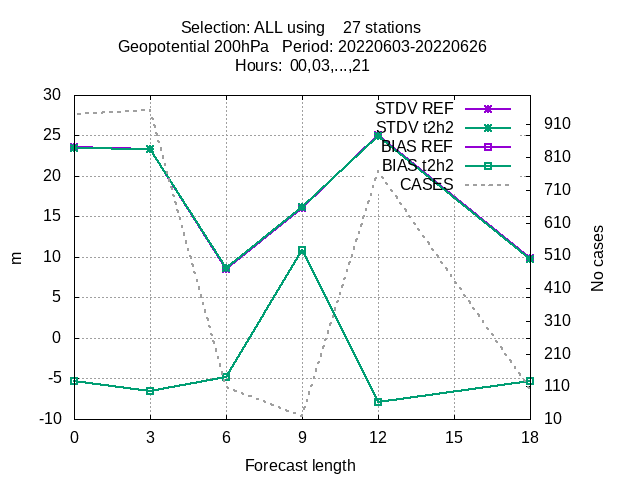 Selection: ALL using    27 stations
Geopotential 200hPa   Period: 20220603-20220626
Hours:  00,03,...,21
STDV REF
STDV t2h2
BIAS REF
BIAS t2h2
CASES
30
25
20
15
10
5
0
-5
-10
m
910
810
710
610
510
410
310
210
110
10
No cases
0 3 6 9 12 15 18
Forecast length